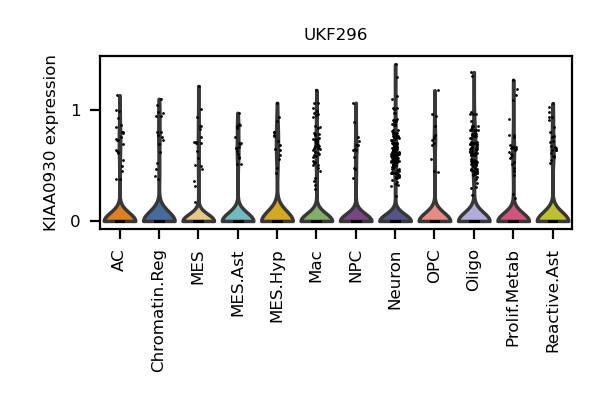 UKF296
KIAA0930 expression
1
0
AC
Chromatin.Reg
MES
MES.Ast
MES.Hyp
Mac
NPC
Neuron
OPC
Oligo
Prolif.Metab
Reactive.Ast